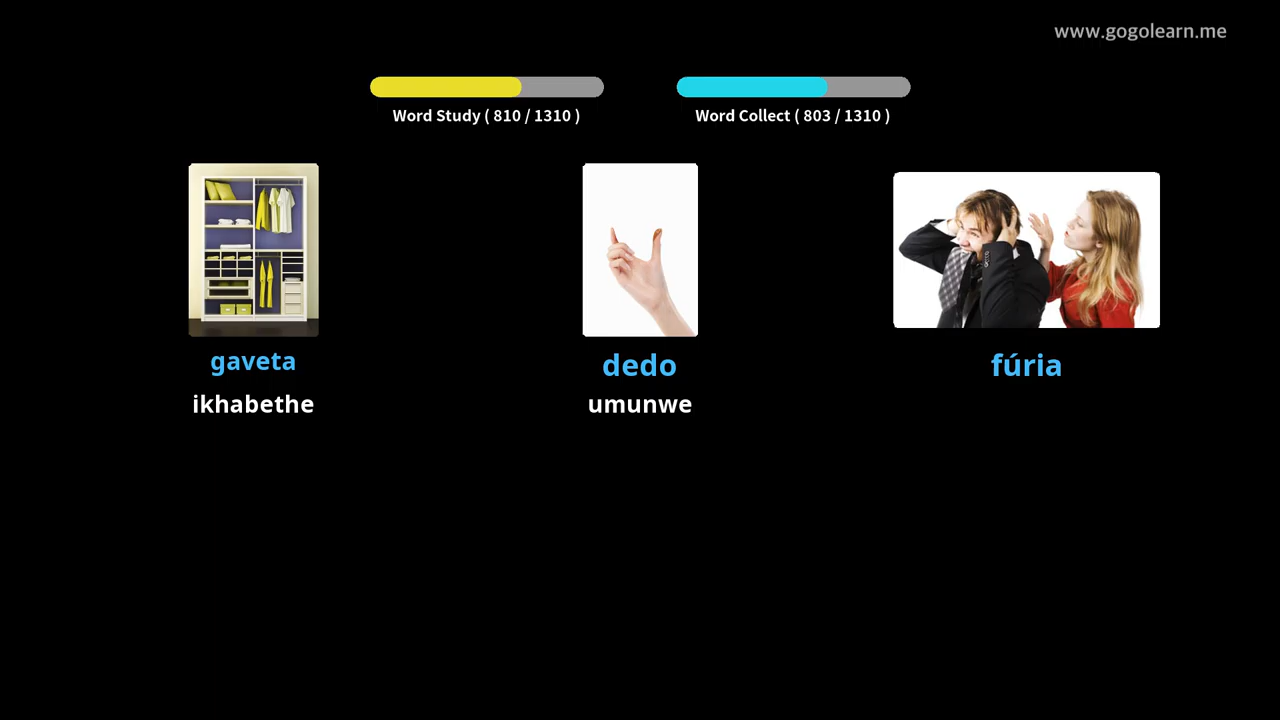 www.gogolearn.me
Word Study ( 810 / 1310 )
Word Collect ( 803 / 1310 )
gaveta
ikhabethe
dedo
umunwe
fúria